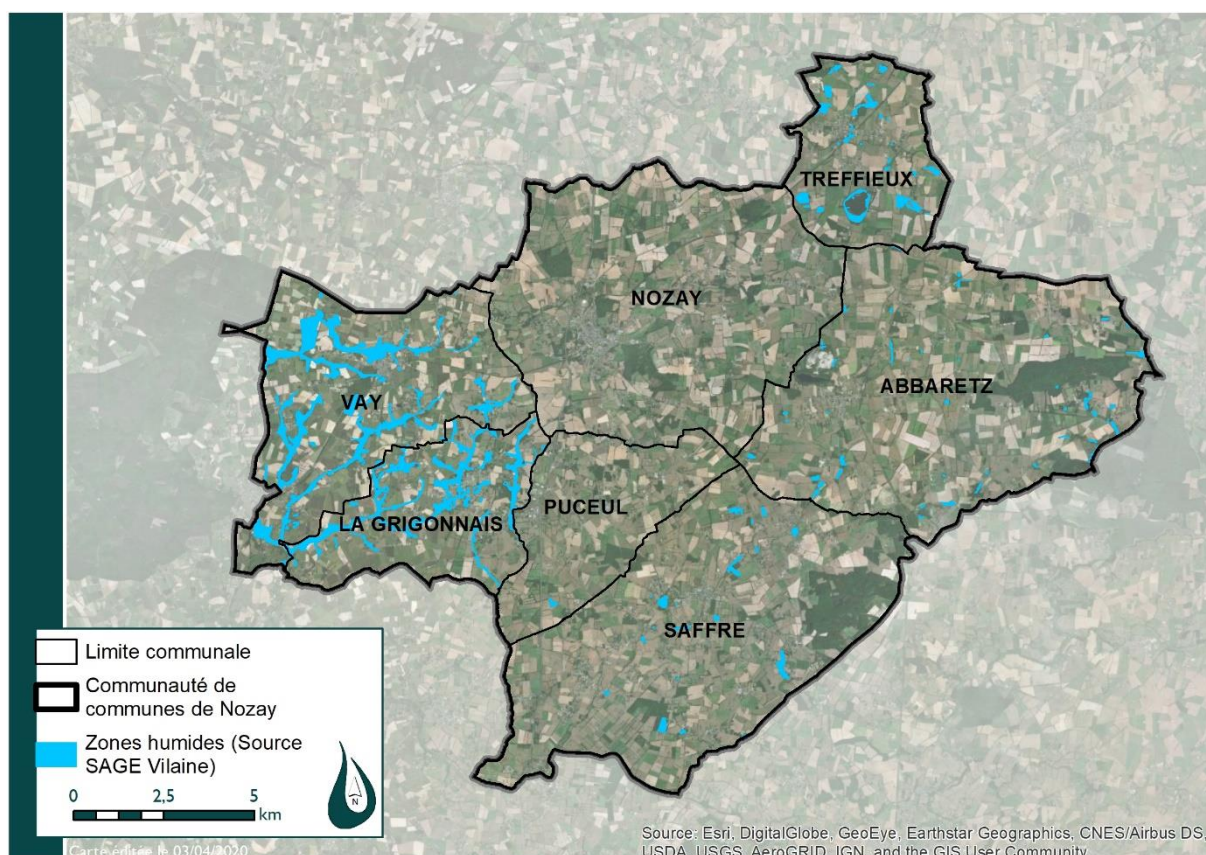 TREFFIEUX
NOZAY
ABBARETZ
VAY
LA GRIGONNAIS
PUCEUL
SAFFRE
Limite communale
Communauté de
communes de Nozay
Zones humides (Source
SAGE Vilaine)
0 2,5 5
km
N
Carte éditée le 03/04/2020
Source: Esri, DigitalGlobe, GeoEye, Earthstar Geographics, CNES/Airbus DS,
USDA, USGS, AeroGRID, IGN, and the GIS User Community